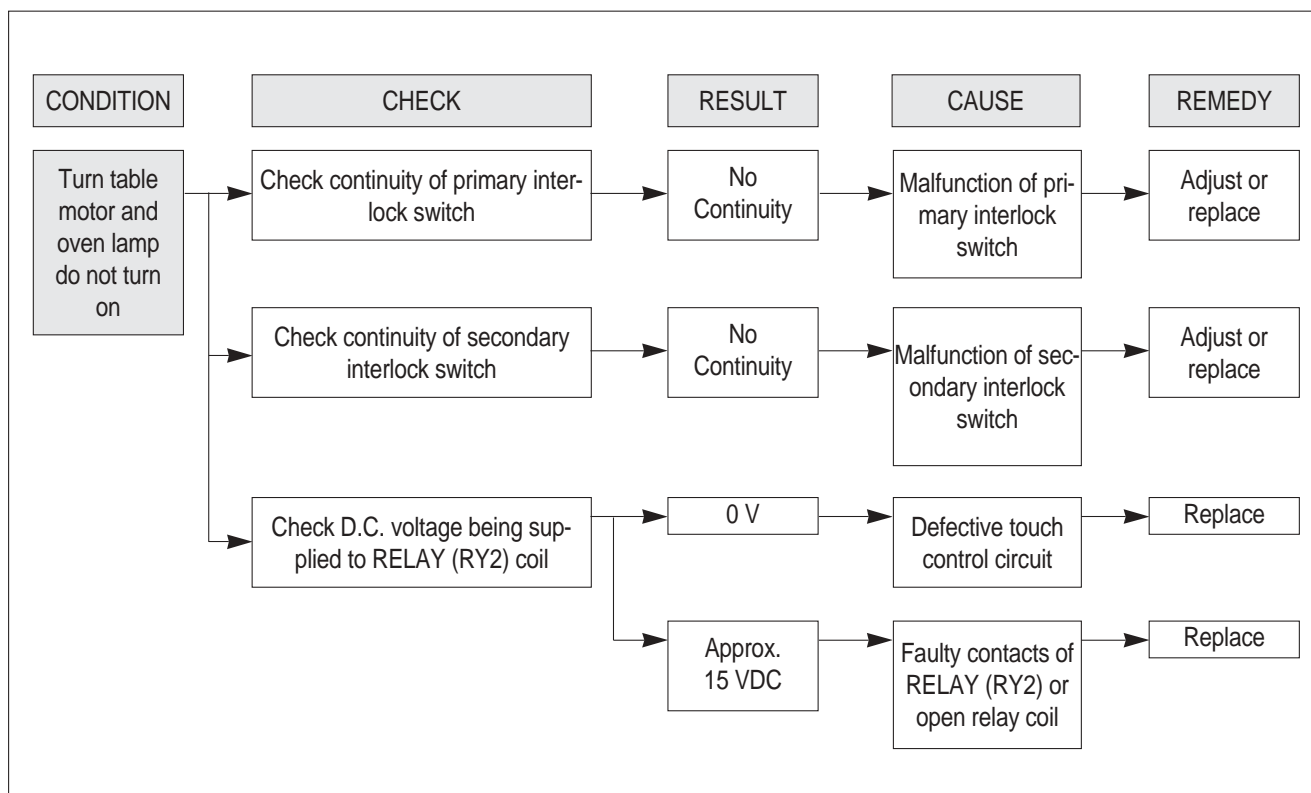 CONDITION
CHECK
RESULT
CAUSE
REMEDY
Turn table
motor and
oven lamp
do not turn
on
Check continuity of primary inter-
lock switch
No
Continuity
Malfunction of pri-
mary interlock
switch
Adjust or
replace
Check continuity of secondary
interlock switch
No
Continuity
Malfunction of sec-
ondary interlock
switch
Adjust or
replace
Check D.C. voltage being sup-
plied to RELAY (RY2) coil
0 V
Defective touch
control circuit
Replace
Approx.
15 VDC
Faulty contacts of
RELAY (RY2) or
open relay coil
Replace